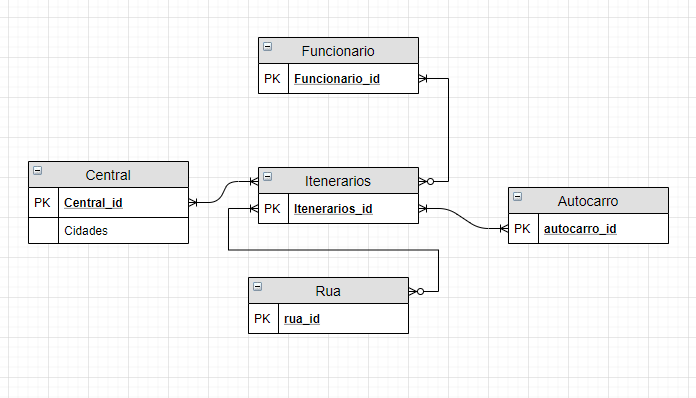 Funcionario
PK Funcionario_id
Central
PK Central_id
Cidades
Itenerarios
PK Itenerarios_id
Autocarro
PK autocarro_id
Rua
PK rua_id